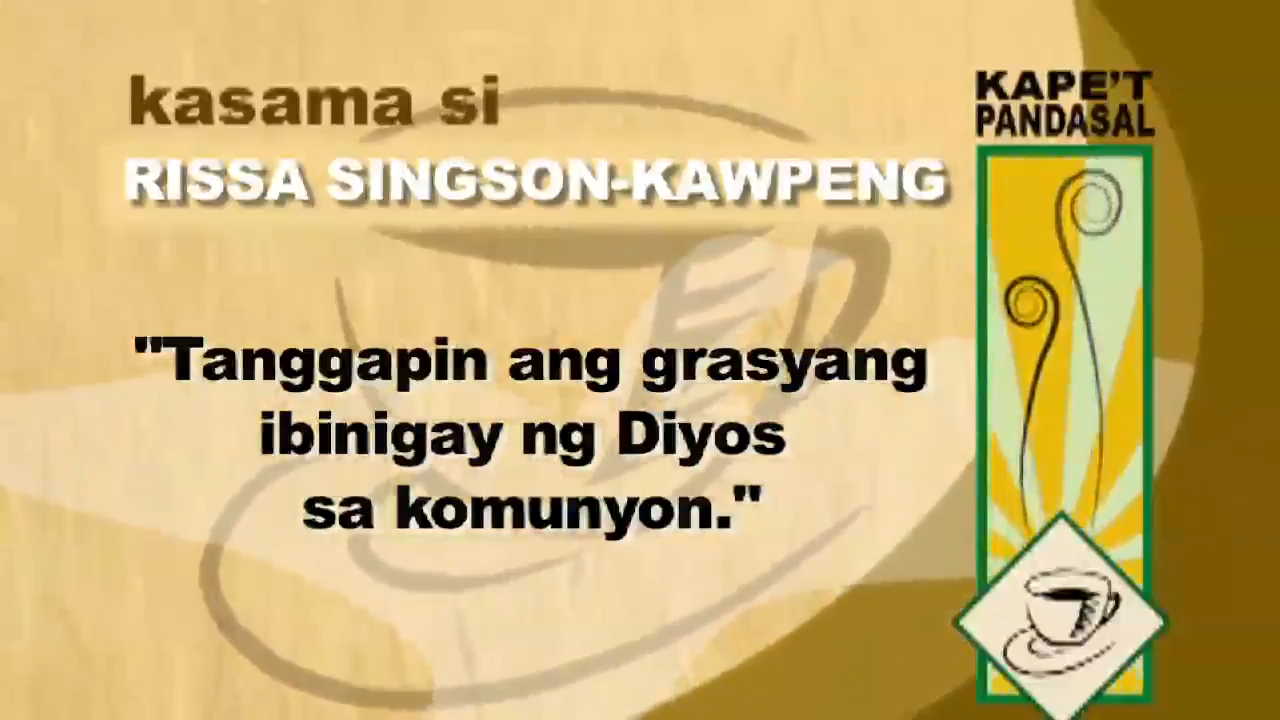 kasama si
RISSA SINGSON-KAWPENG
"Tanggapin ang grasyang
ibinigay ng Diyos
sa komunyon."
KAPE'T
PANDASAL